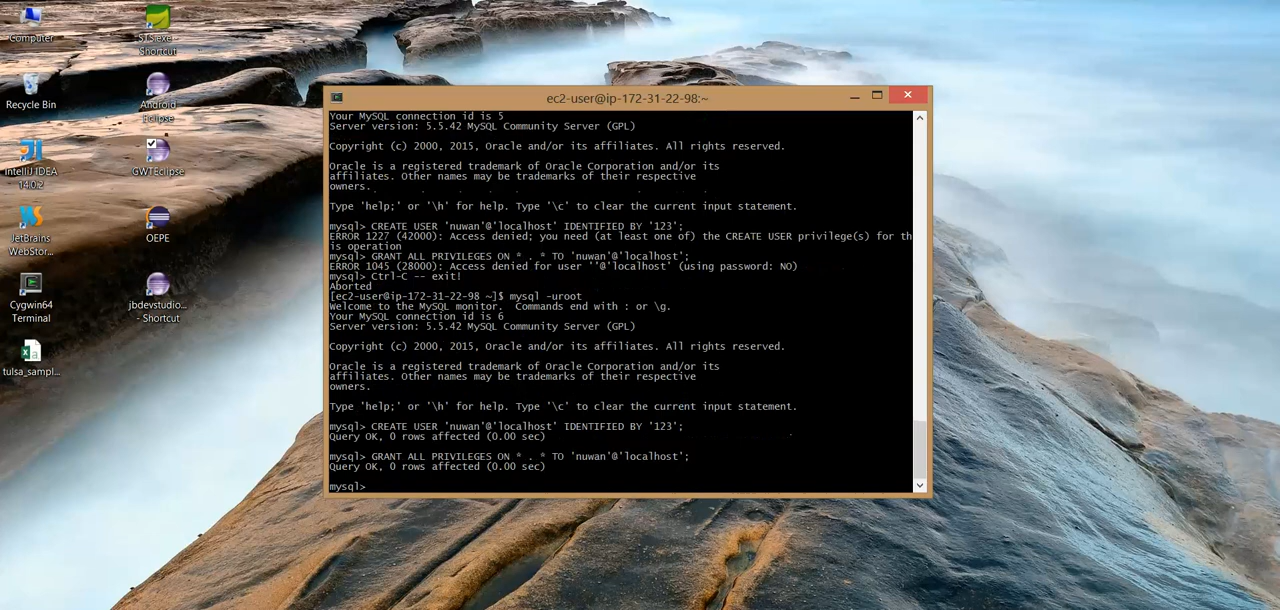 Computer
STS.exe - Shortcut
Recycle Bin
Android Eclipse
IntelliJ IDEA 14.0.2
GWTEclipse
JetBrains WebStor...
OEPE
Cygwin64 Terminal
jbdevstudio... - Shortcut
tulsa_sampl...
ec2-user@ip-172-31-22-98:~
Your MySQL connection id is 5
Server version: 5.5.42 MySQL Community Server (GPL)
Copyright (c) 2000, 2015, Oracle and/or its affiliates. All rights reserved.
Oracle is a registered trademark of Oracle Corporation and/or its
affiliates. Other names may be trademarks of their respective
owners.
Type 'help;' or '\h' for help. Type '\c' to clear the current input statement.
mysql> CREATE USER 'nuwan'@'localhost' IDENTIFIED BY '123';
ERROR 1227 (42000): Access denied; you need (at least one of) the CREATE USER privilege(s) for th
is operation
mysql> GRANT ALL PRIVILEGES ON * . * TO 'nuwan'@'localhost';
ERROR 1045 (28000): Access denied for user ''@'localhost' (using password: NO)
mysql> Ctrl-C -- exit!
Aborted
[ec2-user@ip-172-31-22-98 ~]$ mysql -uroot
Welcome to the MySQL monitor.  Commands end with ; or \g.
Your MySQL connection id is 6
Server version: 5.5.42 MySQL Community Server (GPL)
Copyright (c) 2000, 2015, Oracle and/or its affiliates. All rights reserved.
Oracle is a registered trademark of Oracle Corporation and/or its
affiliates. Other names may be trademarks of their respective
owners.
Type 'help;' or '\h' for help. Type '\c' to clear the current input statement.
mysql> CREATE USER 'nuwan'@'localhost' IDENTIFIED BY '123';
Query OK, 0 rows affected (0.00 sec)
mysql> GRANT ALL PRIVILEGES ON * . * TO 'nuwan'@'localhost';
Query OK, 0 rows affected (0.00 sec)
mysql>